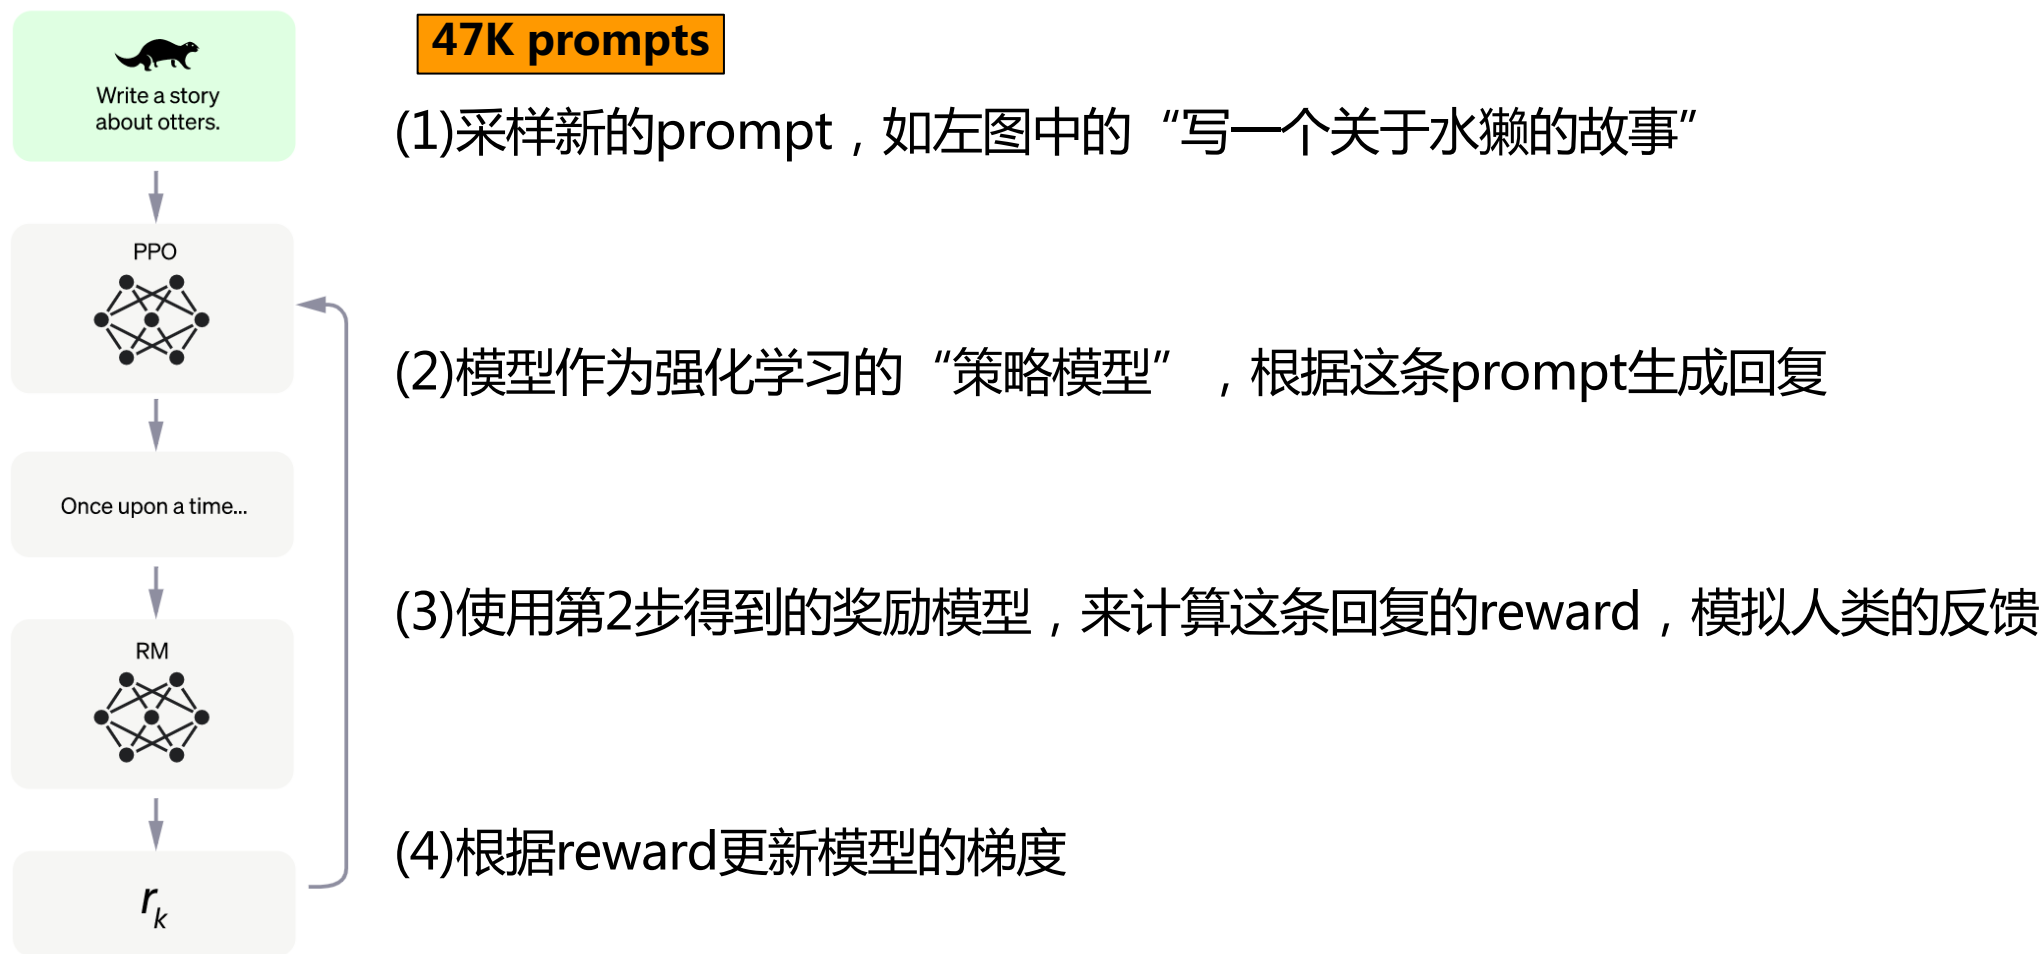 47K prompts
Write a story
about otters.
(1)采样新的prompt，如左图中的“写一个关于水獭的故事”
PPO
(2)模型作为强化学习的“策略模型”，根据这条prompt生成回复
Once upon a time...
(3)使用第2步得到的奖励模型，来计算这条回复的reward，模拟人类的反馈
RM
(4)根据reward更新模型的梯度
rk